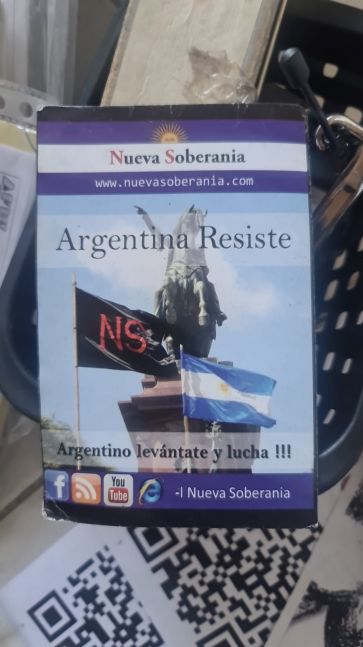 Nueva Soberania
www.nuevasoberania.com
Argentina Resiste
NS
Argentino levántate y lucha !!!
f
You
Tube
e
-I Nueva Soberania